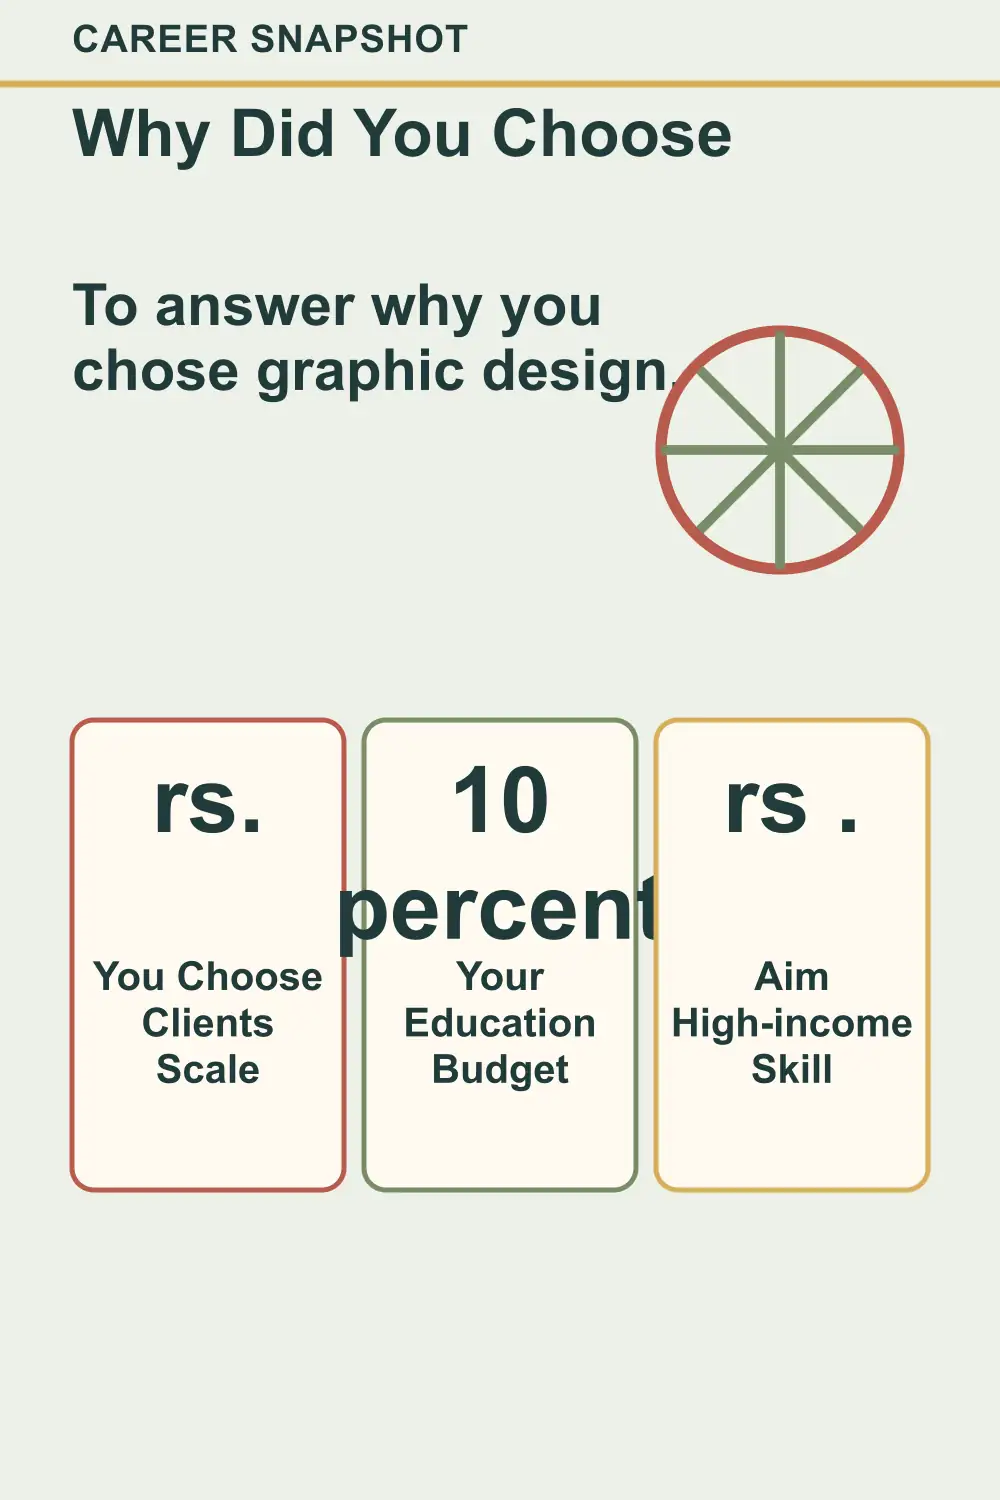 CAREER SNAPSHOT
Why Did You Choose
To answer why you
chose graphic design.
rs.
You Choose
Clients
Scale
10
percent
Your
Education
Budget
rs .
Aim
High-income
Skill